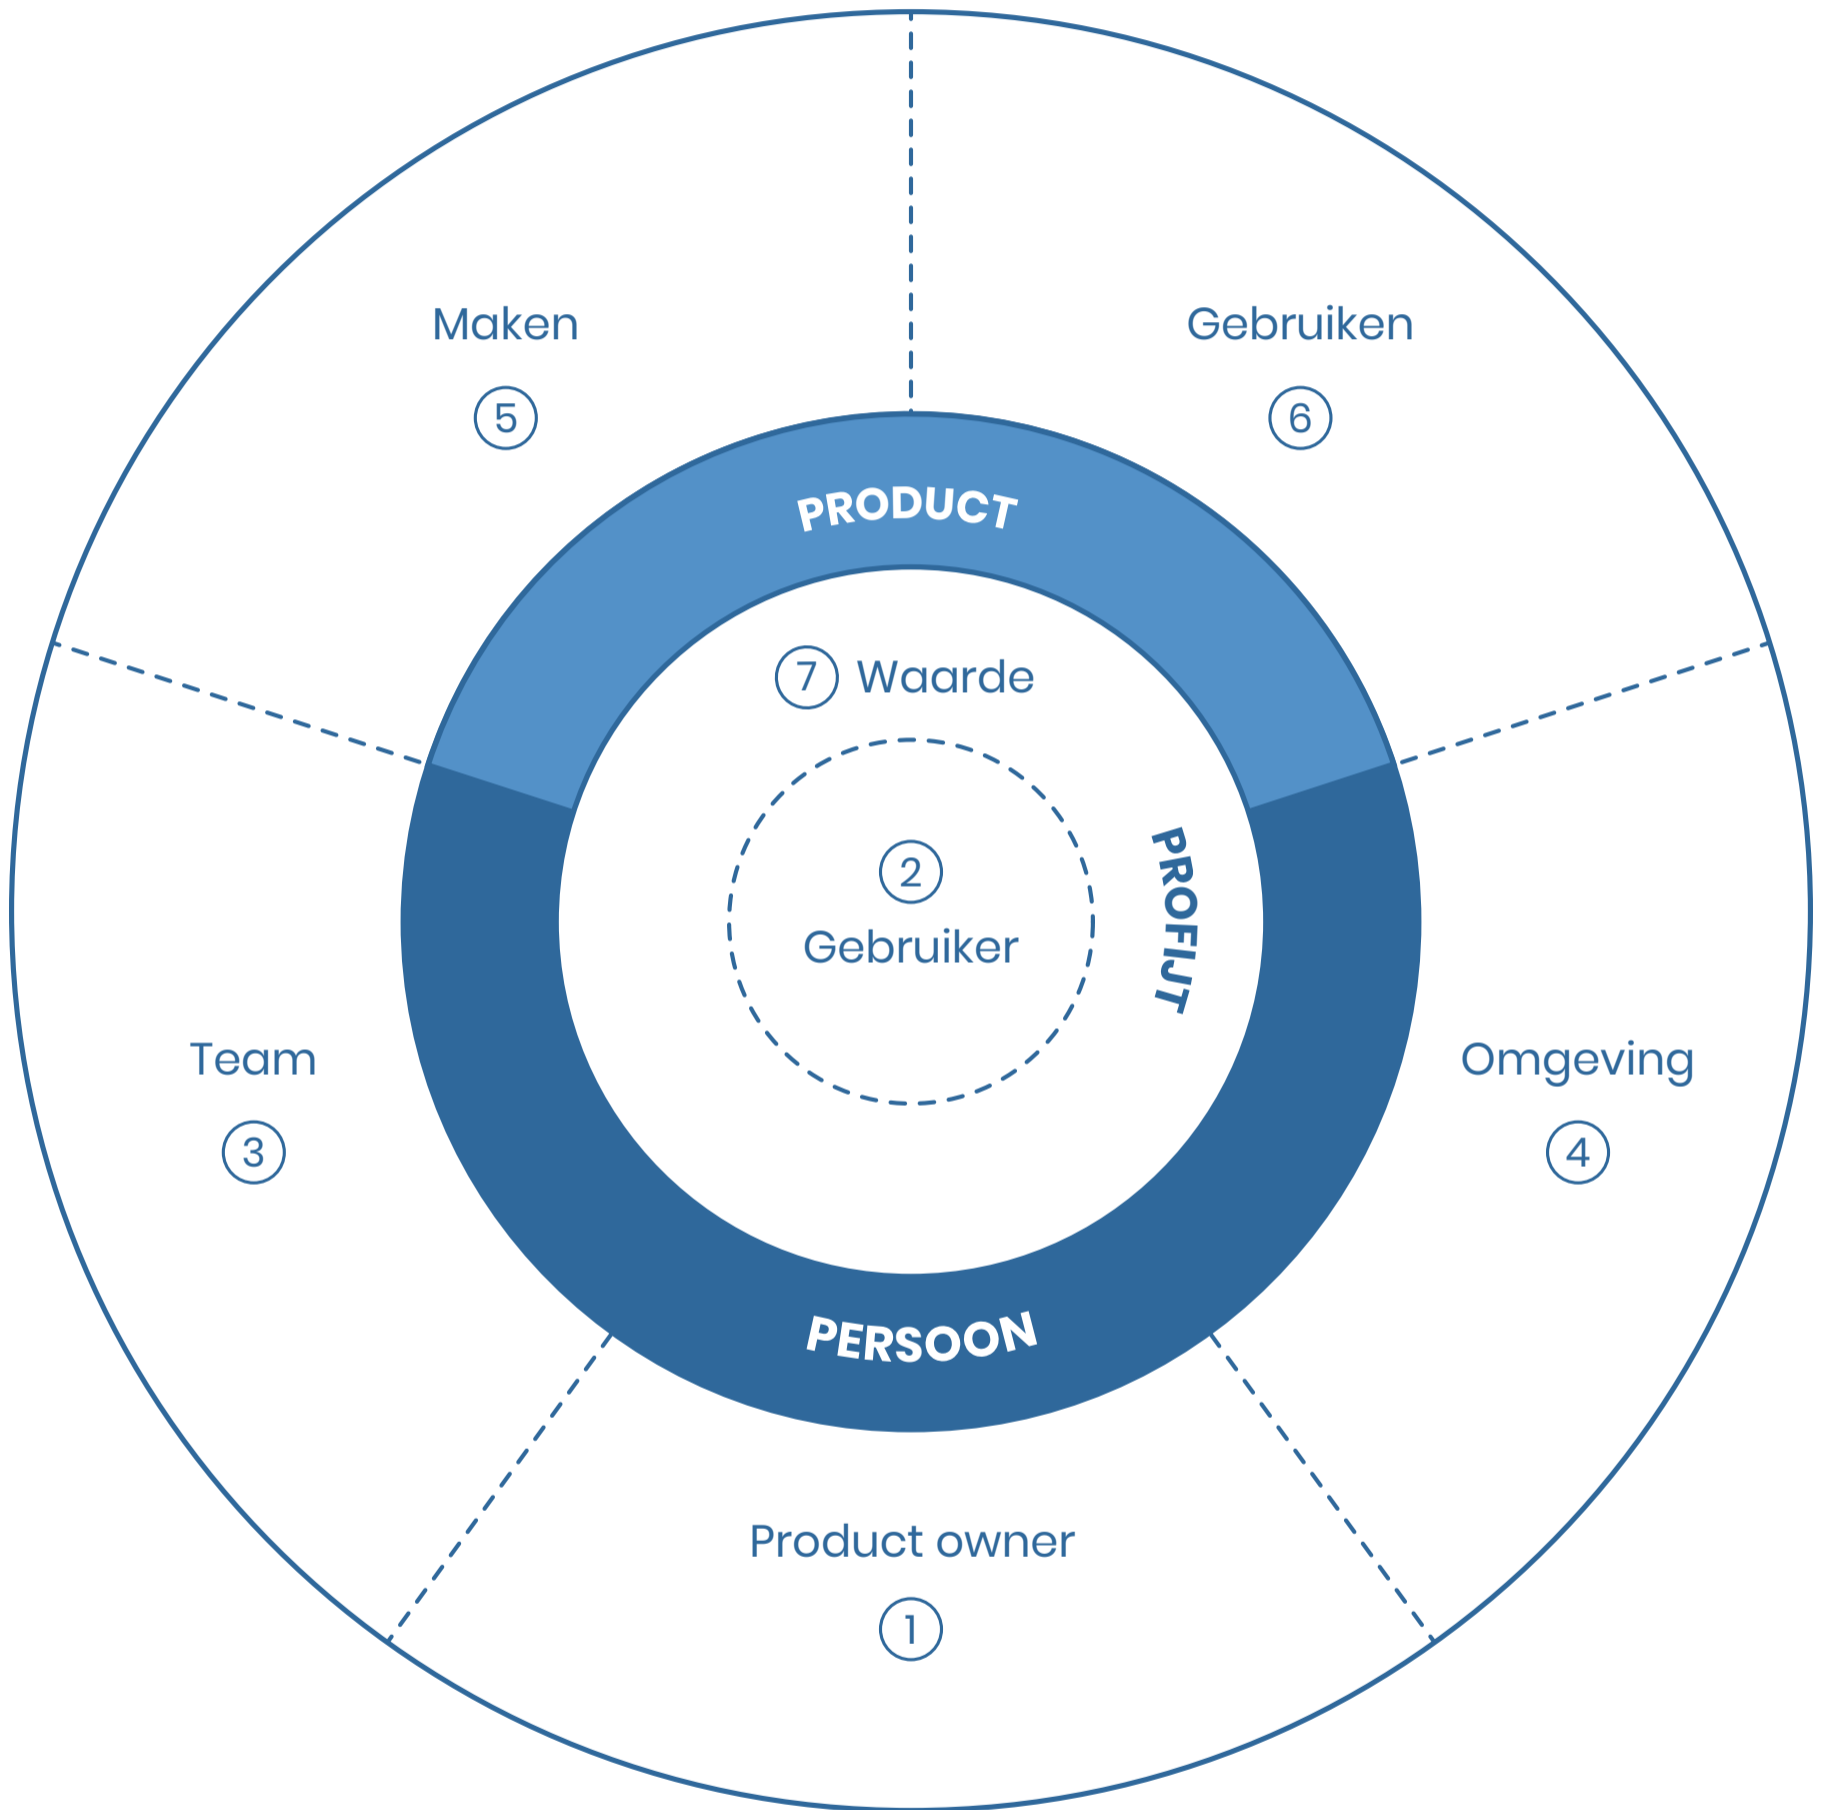 Maken
5
Gebruiken
6
PRODUCT
7 Waarde
2
Gebruiker
PROFIJT
Team
3
Omgeving
4
PERSOON
Product owner
1